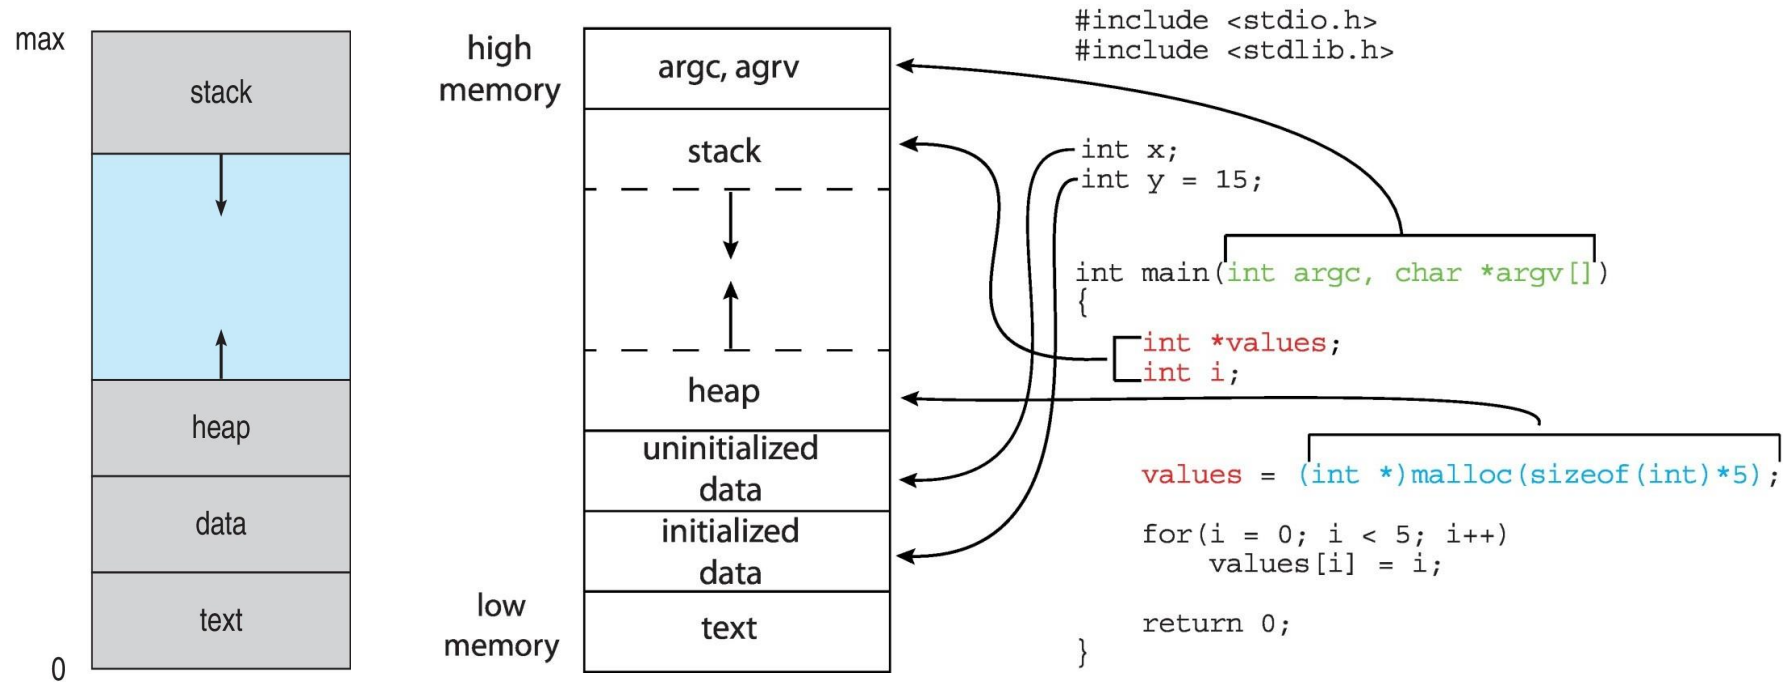 max
stack
heap
data
text
0
high
memory
argc, agrv
stack
heap
uninitialized
data
initialized
data
low
memory
text
#include <stdio.h>
#include <stdlib.h>
int x;
int y = 15;
int main(int argc, char *argv[])
{
int *values;
int i;
values = (int *)malloc(sizeof(int)*5);
for(i = 0; i < 5; i++)
values[i] = i;
return 0;
}